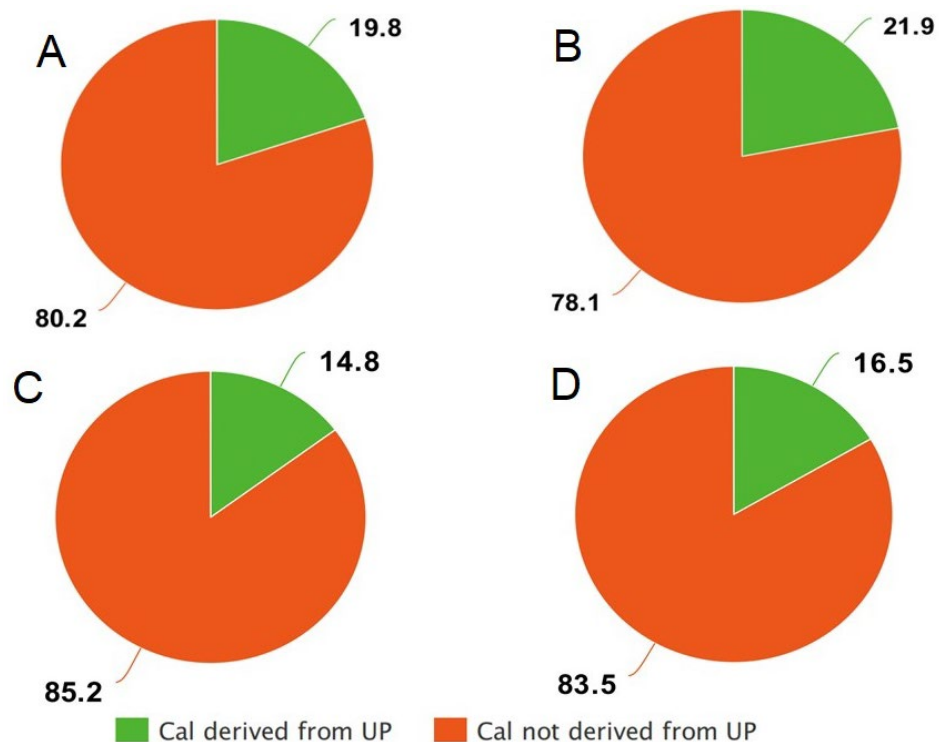 A
19.8
80.2
B
21.9
78.1
C
14.8
85.2
D
16.5
83.5
Cal derived from UP
Cal not derived from UP